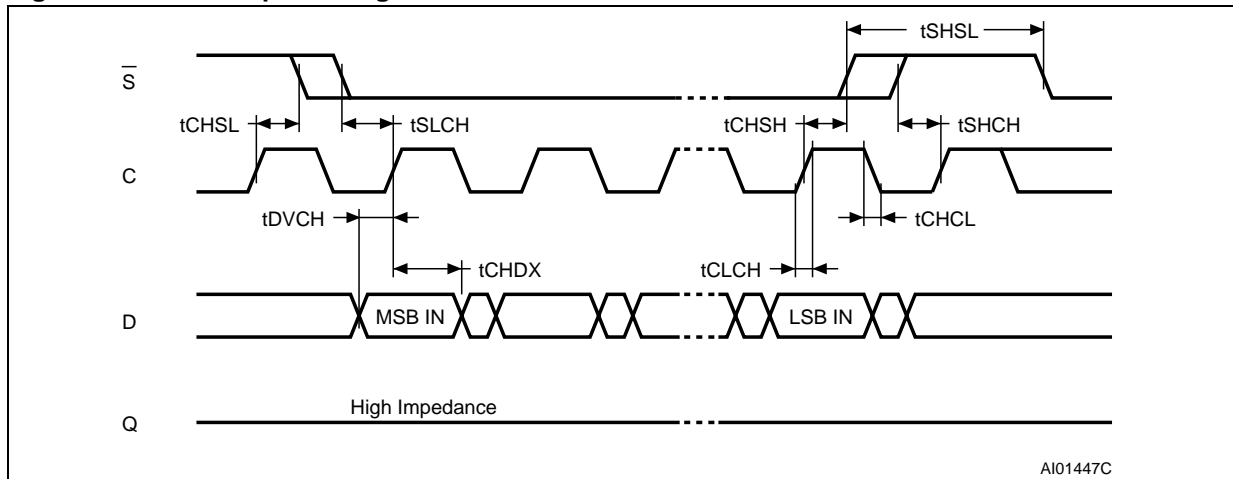 tSHSL
S
tCHSL
tSLCH
tCHSH
tSHCH
C
tDVCH
tCHCL
tCHDX
tCLCH
D
MSB IN
LSB IN
High Impedance
Q
AI01447C